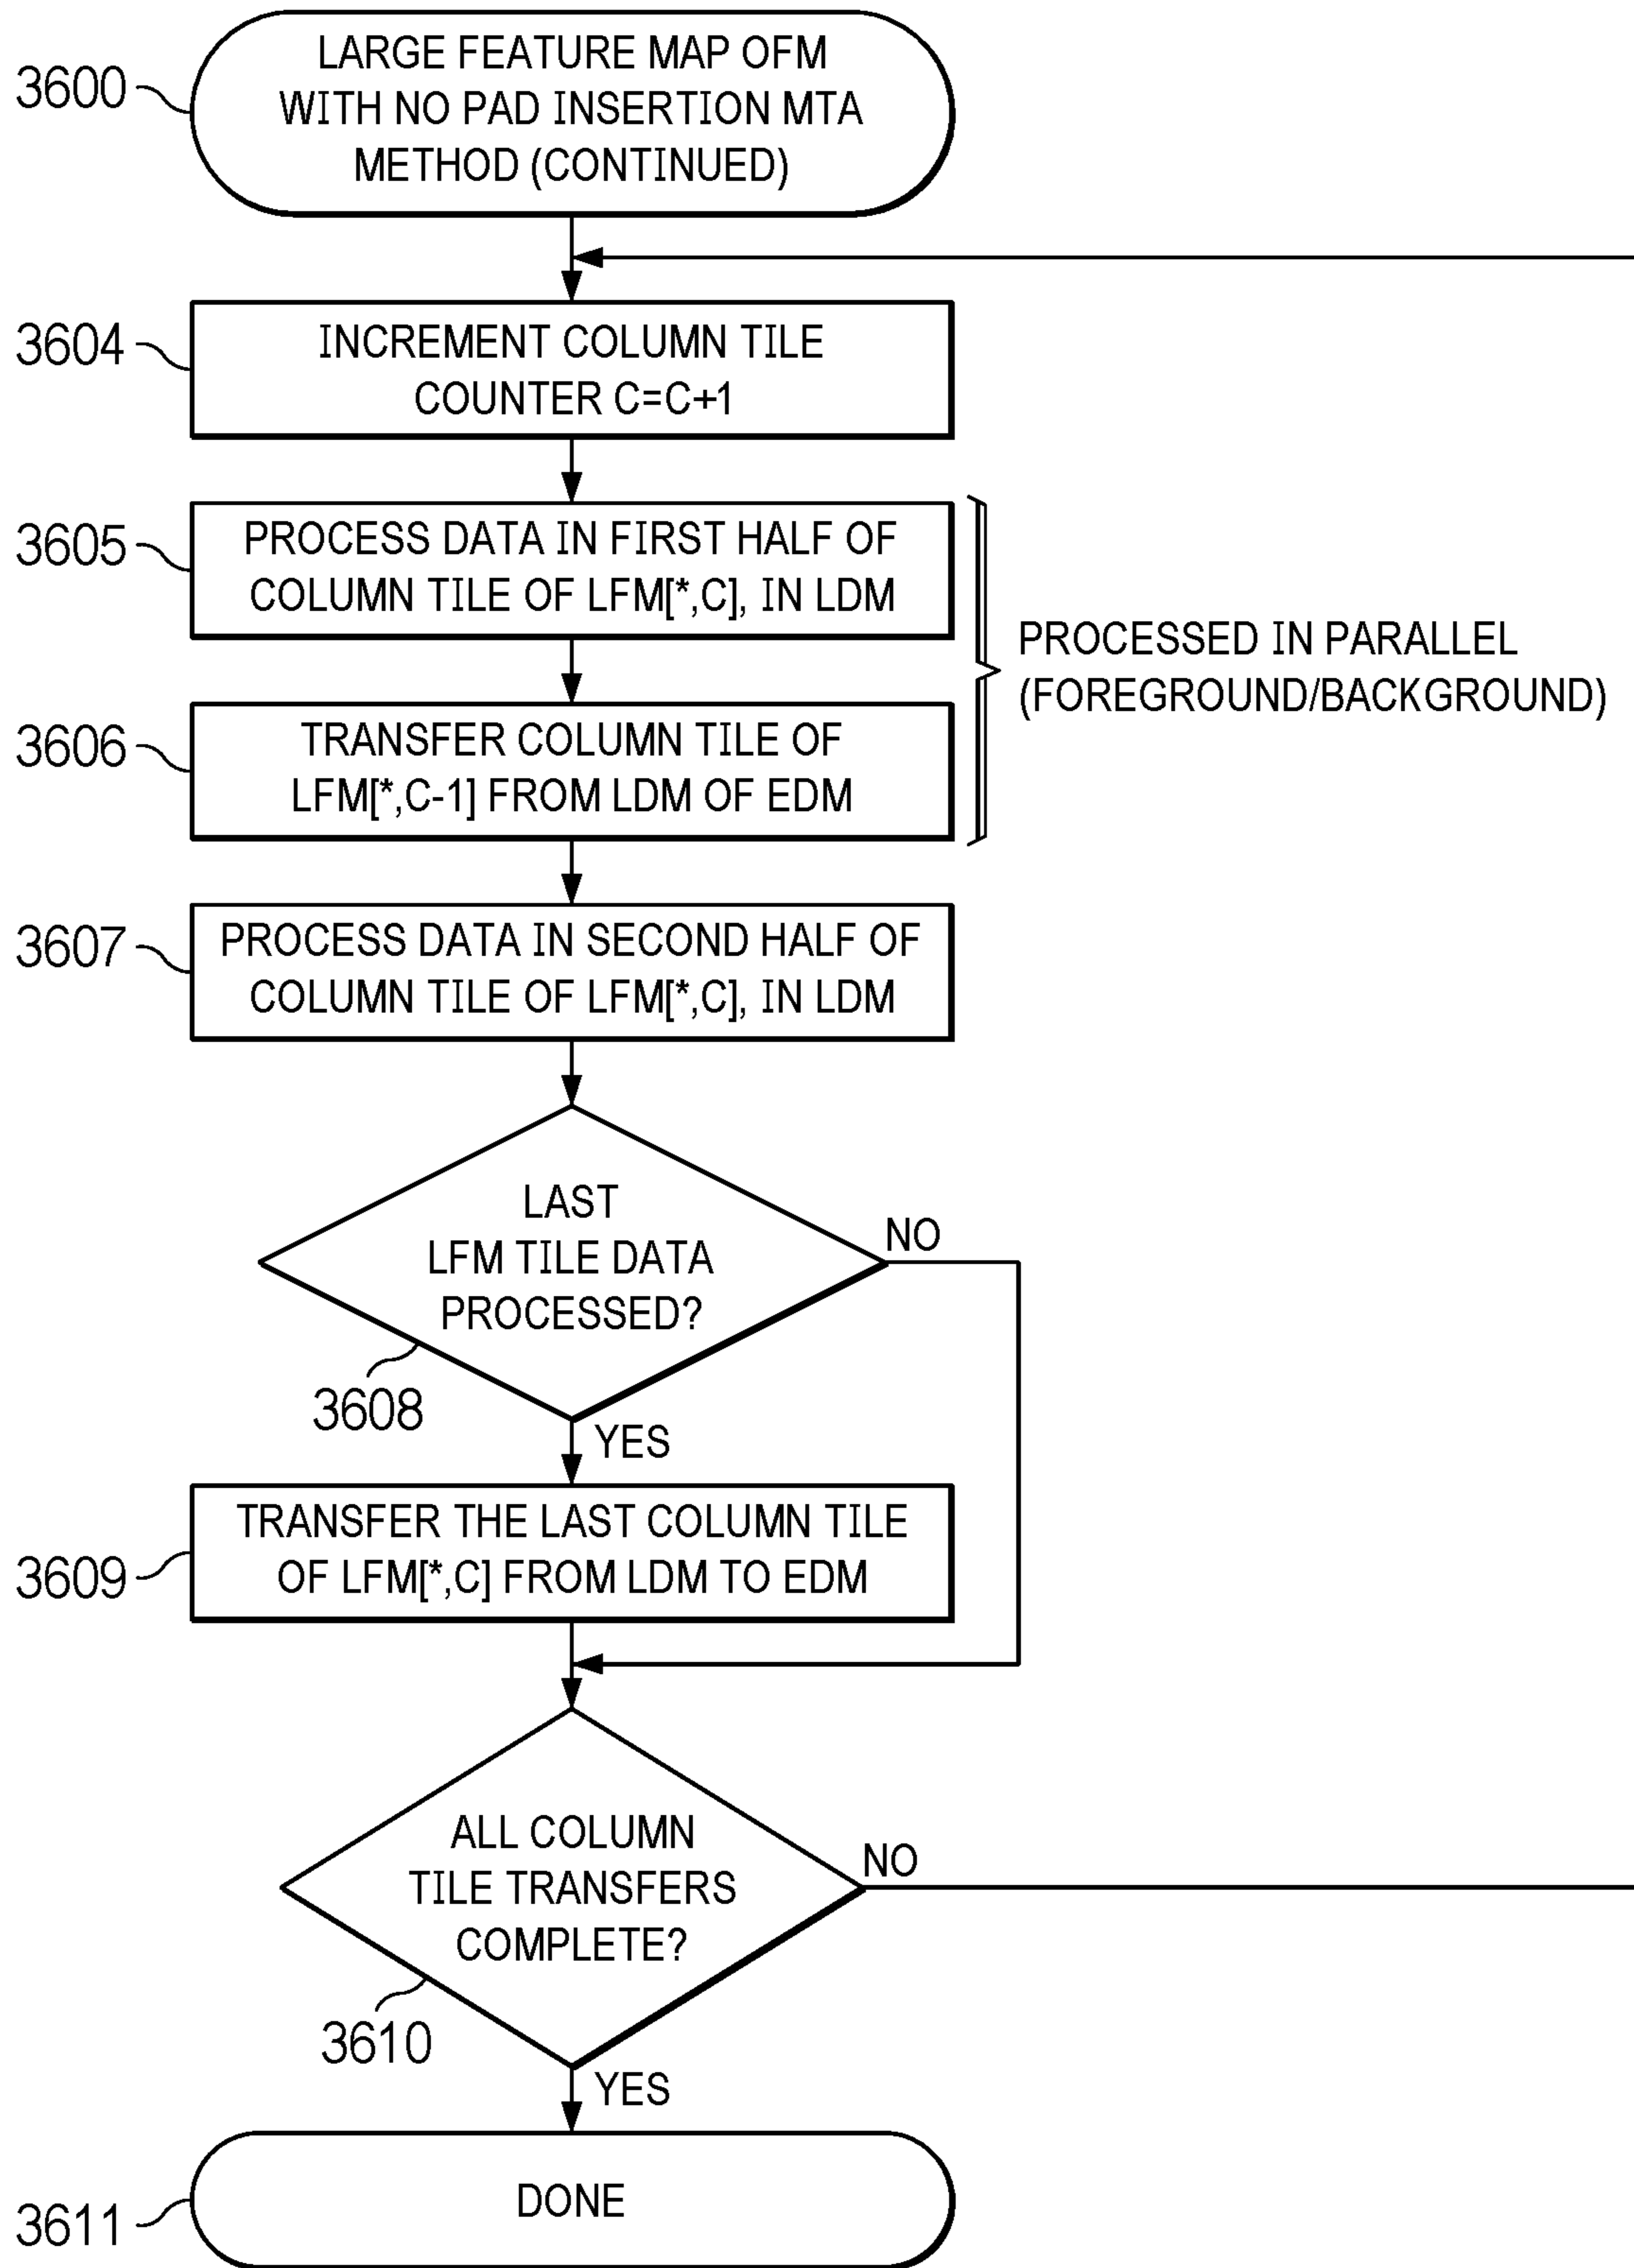 3600
LARGE FEATURE MAP OFM
WITH NO PAD INSERTION MTA
METHOD (CONTINUED)
3604
INCREMENT COLUMN TILE
COUNTER C=C+1
3605
PROCESS DATA IN FIRST HALF OF
COLUMN TILE OF LFM[*,C], IN LDM
3606
TRANSFER COLUMN TILE OF
LFM[*,C-1] FROM LDM OF EDM
PROCESSED IN PARALLEL
(FOREGROUND/BACKGROUND)
3607
PROCESS DATA IN SECOND HALF OF
COLUMN TILE OF LFM[*,C], IN LDM
LAST
LFM TILE DATA
PROCESSED?
NO
3608
YES
3609
TRANSFER THE LAST COLUMN TILE
OF LFM[*,C] FROM LDM TO EDM
ALL COLUMN
TILE TRANSFERS
COMPLETE?
NO
3610
YES
3611
DONE